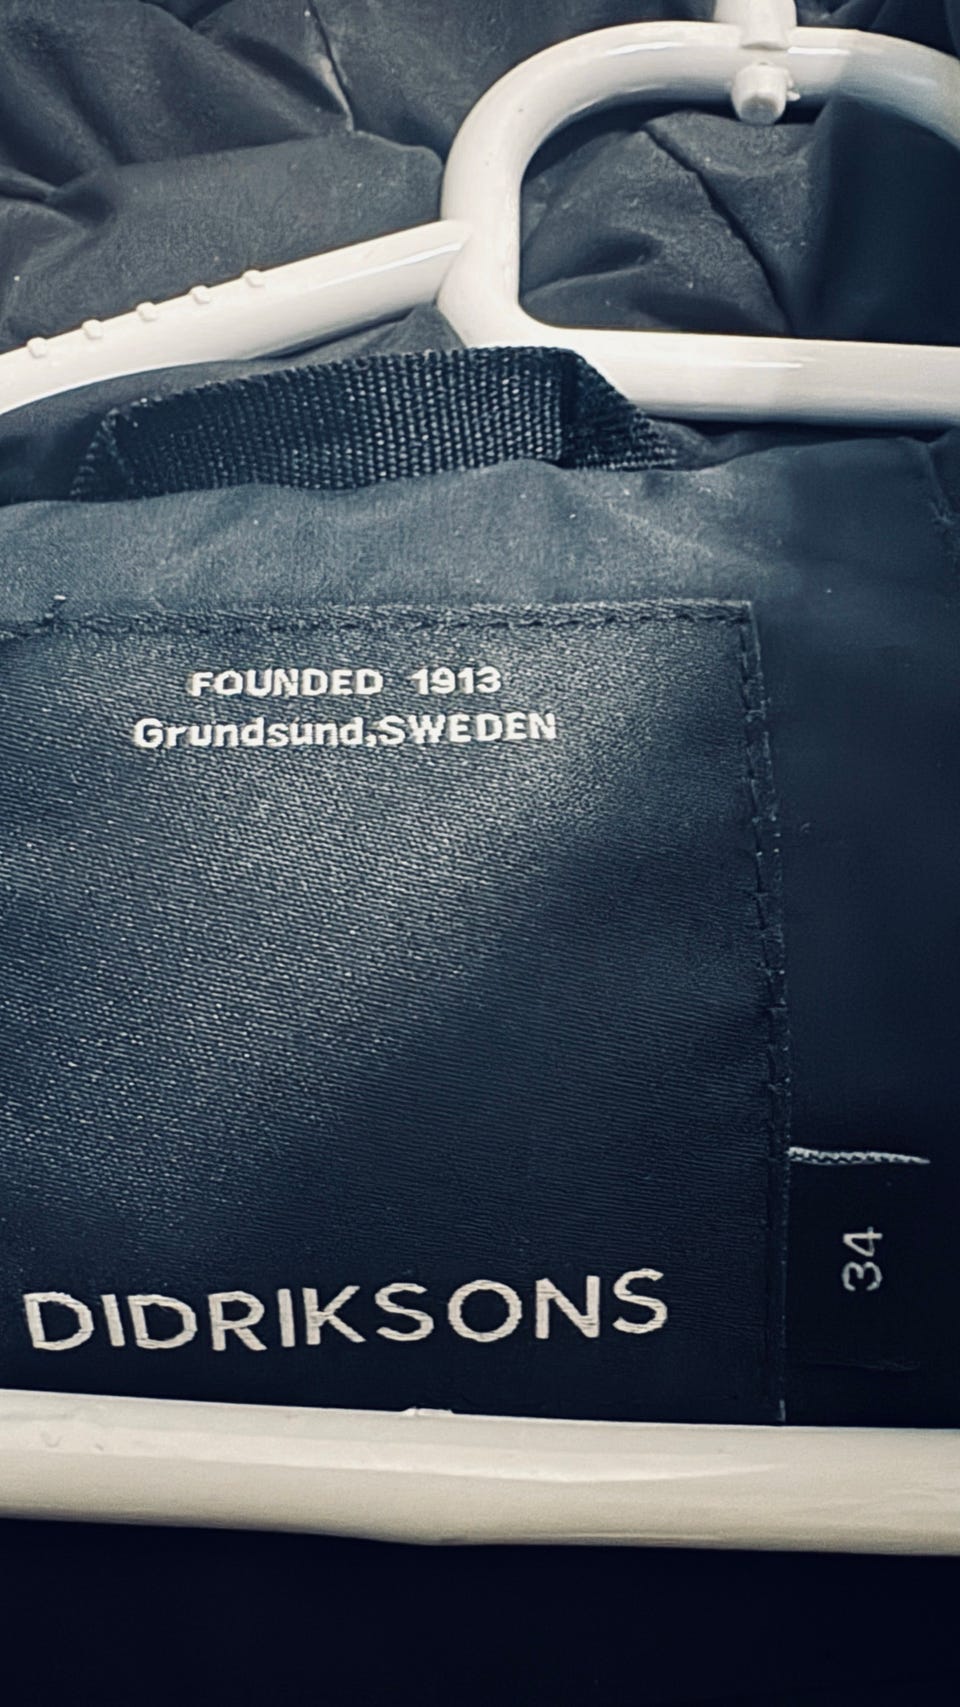 FOUNDED 1913
Grundsund,SWEDEN
DIDRIKSONS
34